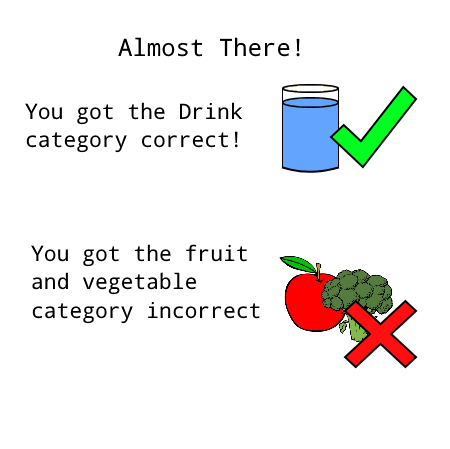 Almost There!
You got the Drink
category correct!
You got the fruit
and vegetable
category incorrect